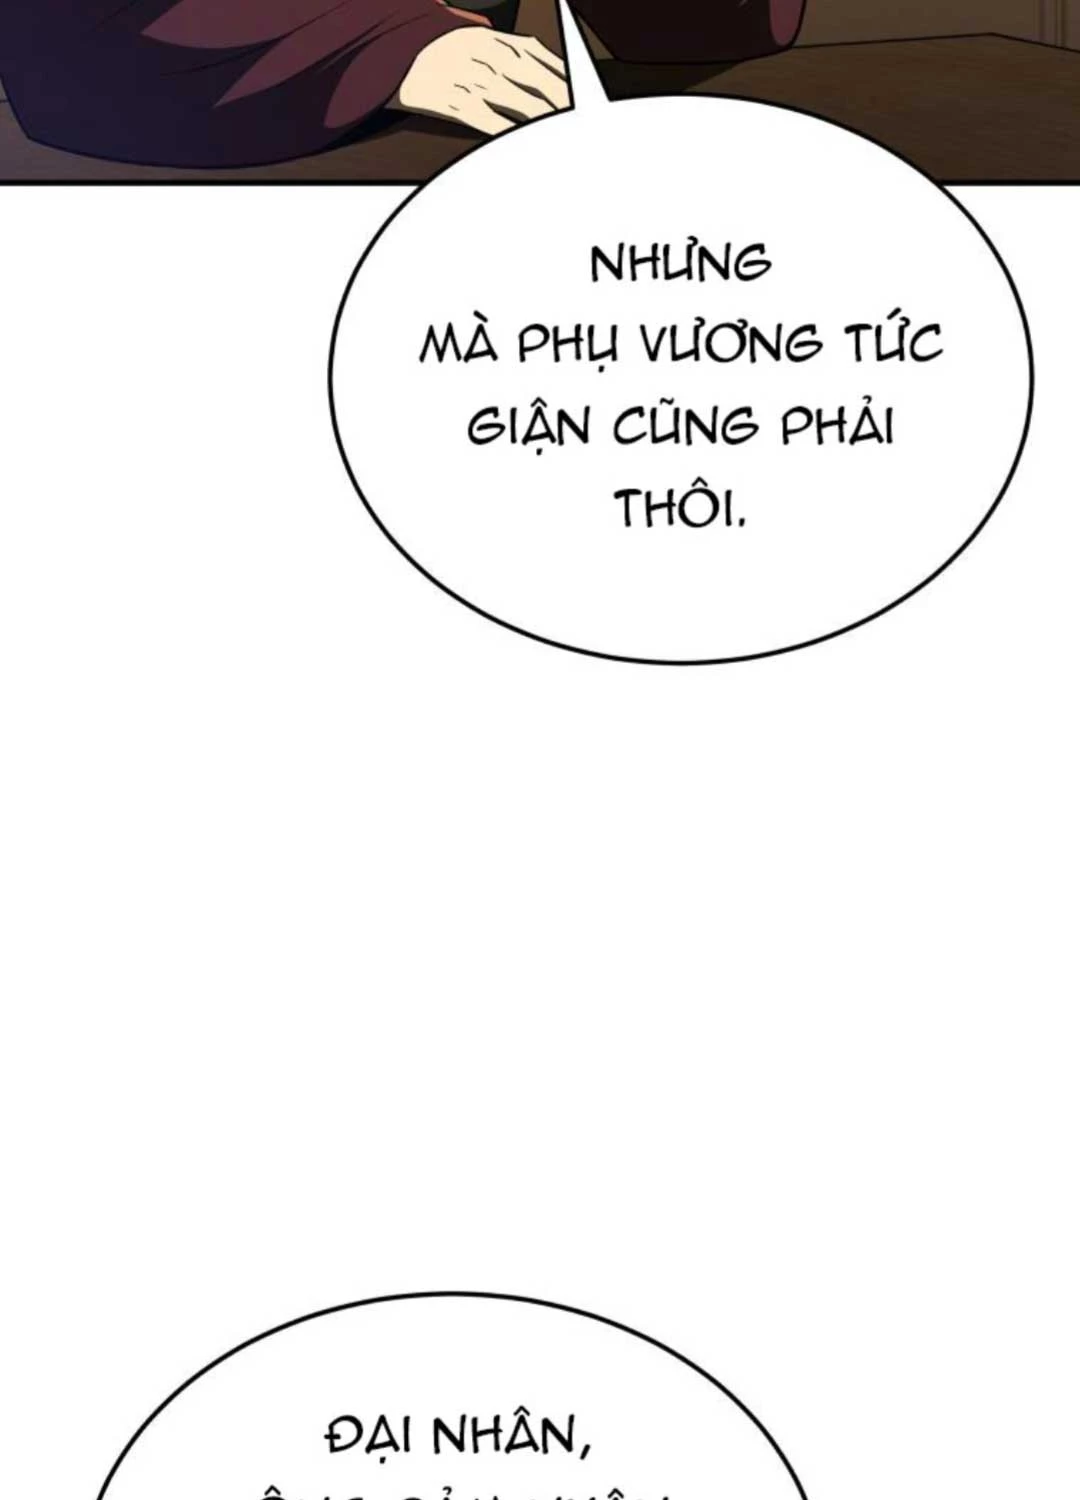 NHƯNG
MÀ PHỤ VƯƠNG TỨC
GIẬN CŨNG PHẢI
THÔI.
ĐẠI NHÂN,